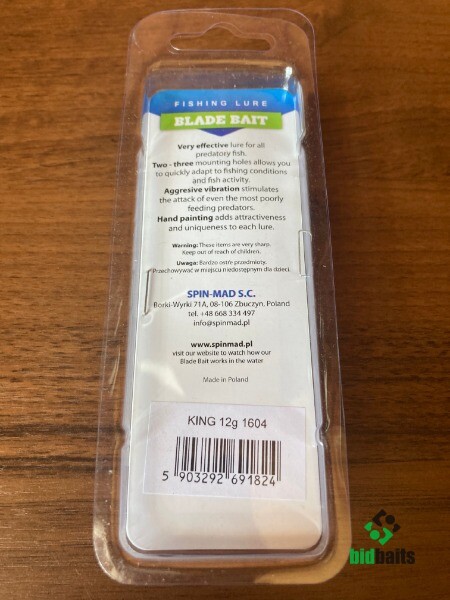 FISHING LURE
BLADE BAIT
Very effective lure for all
predatory fish.
Two - three mounting holes allows you
to quickly adapt to fishing conditions
and fish activity.
Aggresive vibration stimulates
the attack of even the most poorly
feeding predators.
Hand painting adds attractiveness
and uniqueness to each lure.
Warning: These items are very sharp.
Keep out of reach of children.
Uwaga: Bardzo ostre przedmioty.
Przechowywać w miejscu niedostępnym dla dzieci.
SPIN-MAD S.C.
Borki-Wyrki 71A, 08-106 Zbuczyn, Poland
tel. +48 668 334 497
info@spinmad.pl
www.spinmad.pl
visit our website to watch how our
Blade Bait works in the water
Made in Poland
KING 12g 1604
5 903292 691824
bidbaits